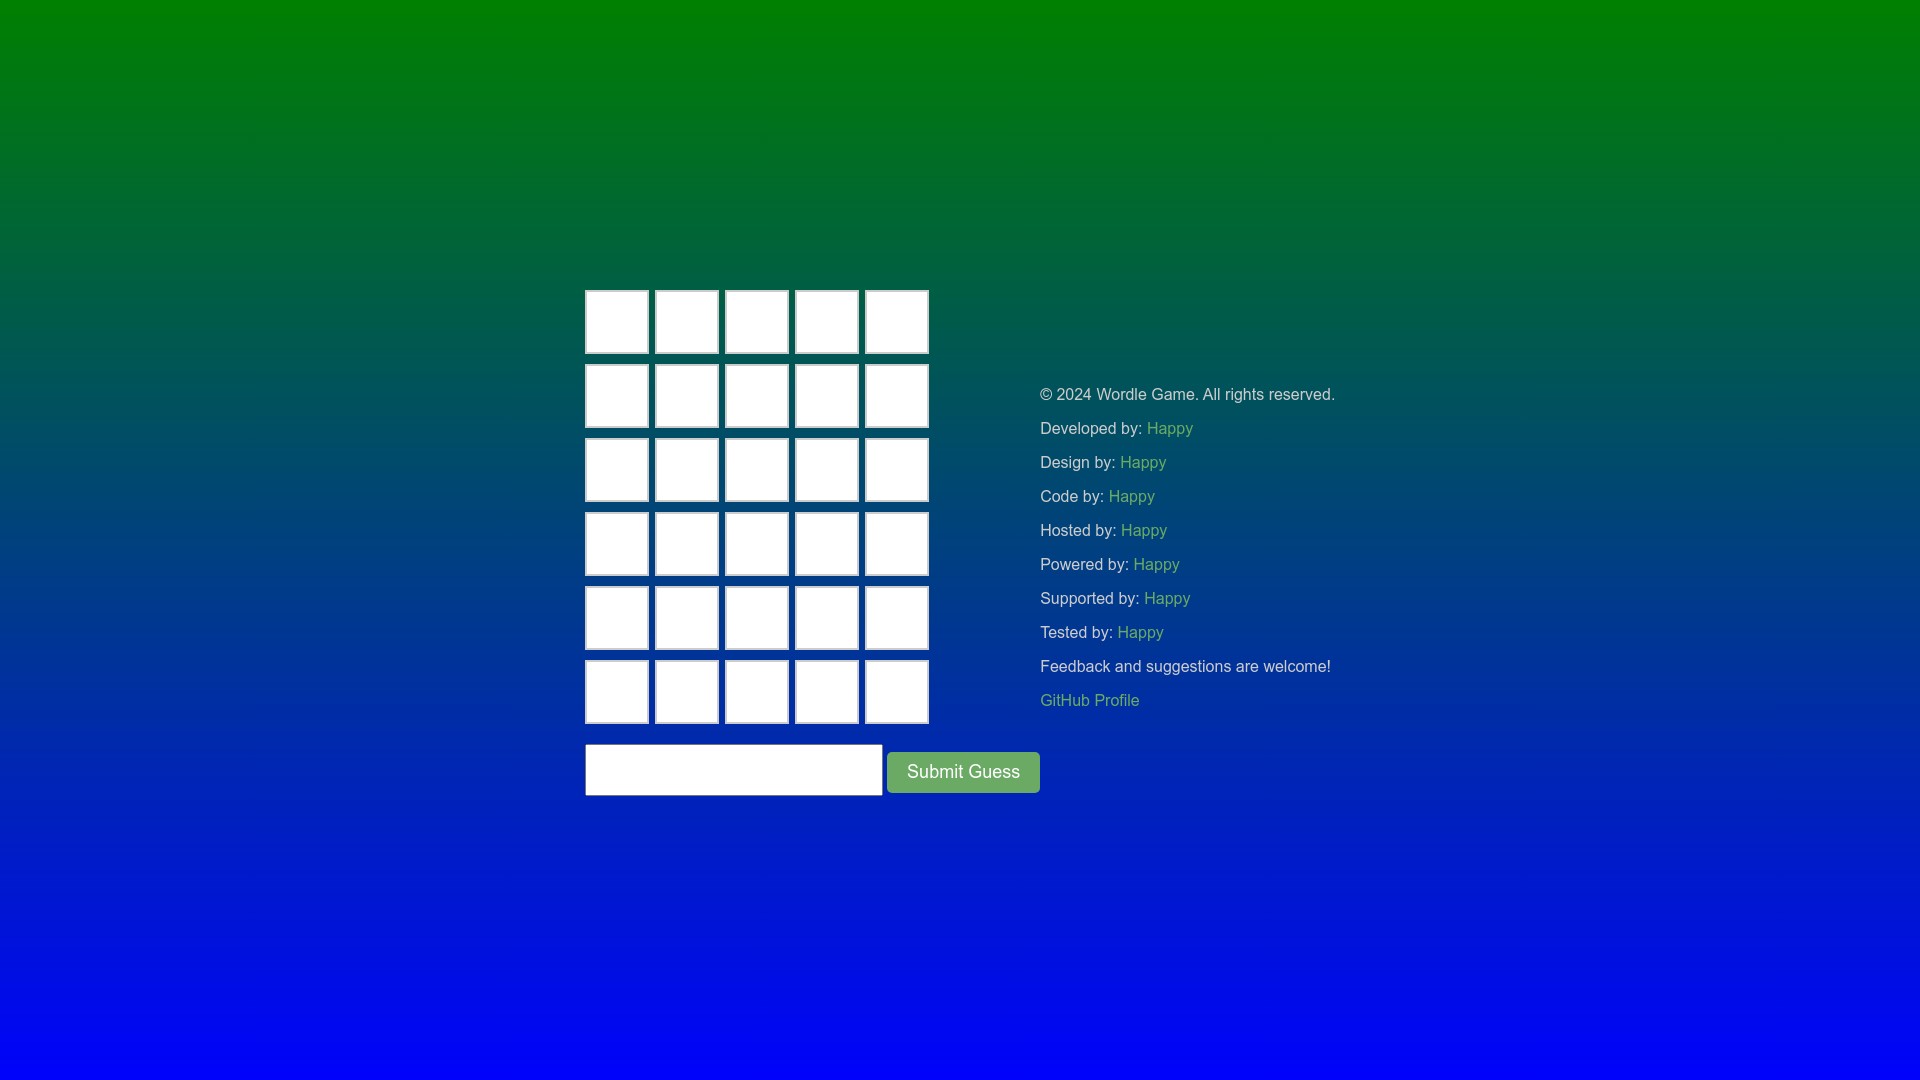 © 2024 Wordle Game. All rights reserved.
Developed by: Happy
Design by: Happy
Code by: Happy
Hosted by: Happy
Powered by: Happy
Supported by: Happy
Tested by: Happy
Feedback and suggestions are welcome!
GitHub Profile
Submit Guess